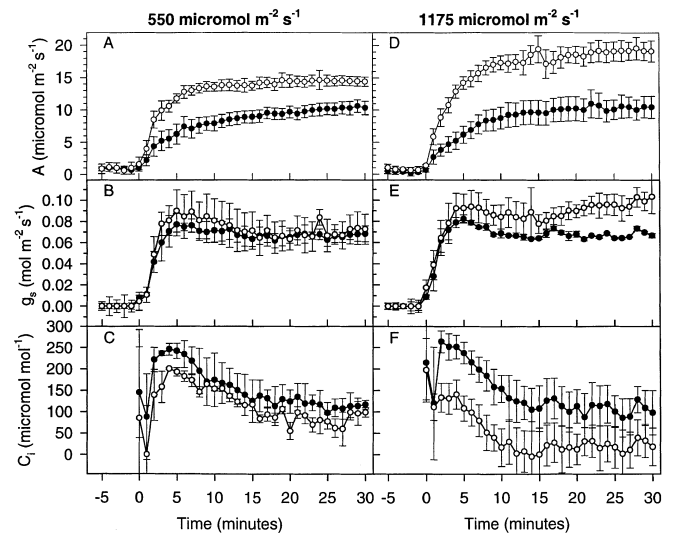 550 micromol m⁻² s⁻¹ 1175 micromol m⁻² s⁻¹
A D
20
15
10
5
0
A (micromol m⁻² s⁻¹)
B E
0.10
0.08
0.06
0.04
0.02
0.00
gₛ (mol m⁻² s⁻¹)
C F
300
250
200
150
100
50
0
Cᵢ (micromol mol⁻¹)
-5 0 5 10 15 20 25 30 -5 0 5 10 15 20 25 30
Time (minutes) Time (minutes)